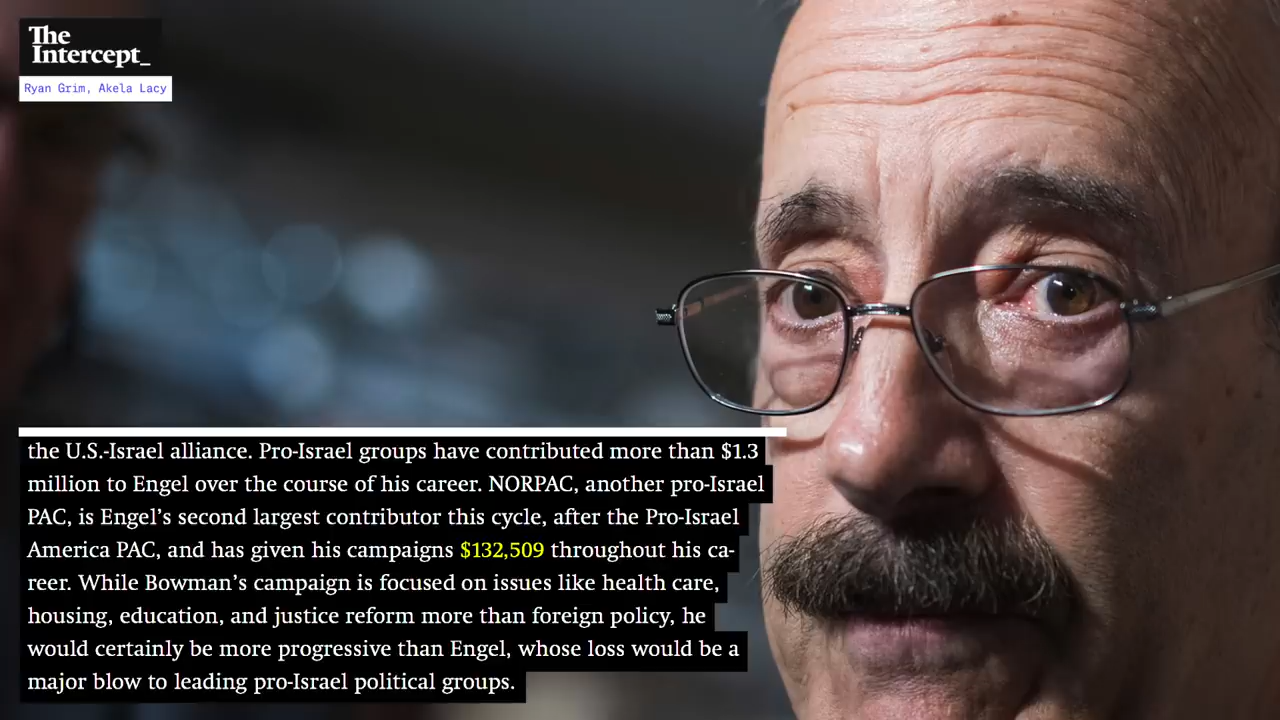 The
Intercept_
Ryan Grim, Akela Lacy
the U.S.-Israel alliance. Pro-Israel groups have contributed more than $1.3
million to Engel over the course of his career. NORPAC, another pro-Israel
PAC, is Engel’s second largest contributor this cycle, after the Pro-Israel
America PAC, and has given his campaigns $132,509 throughout his ca-
reer. While Bowman’s campaign is focused on issues like health care,
housing, education, and justice reform more than foreign policy, he
would certainly be more progressive than Engel, whose loss would be a
major blow to leading pro-Israel political groups.